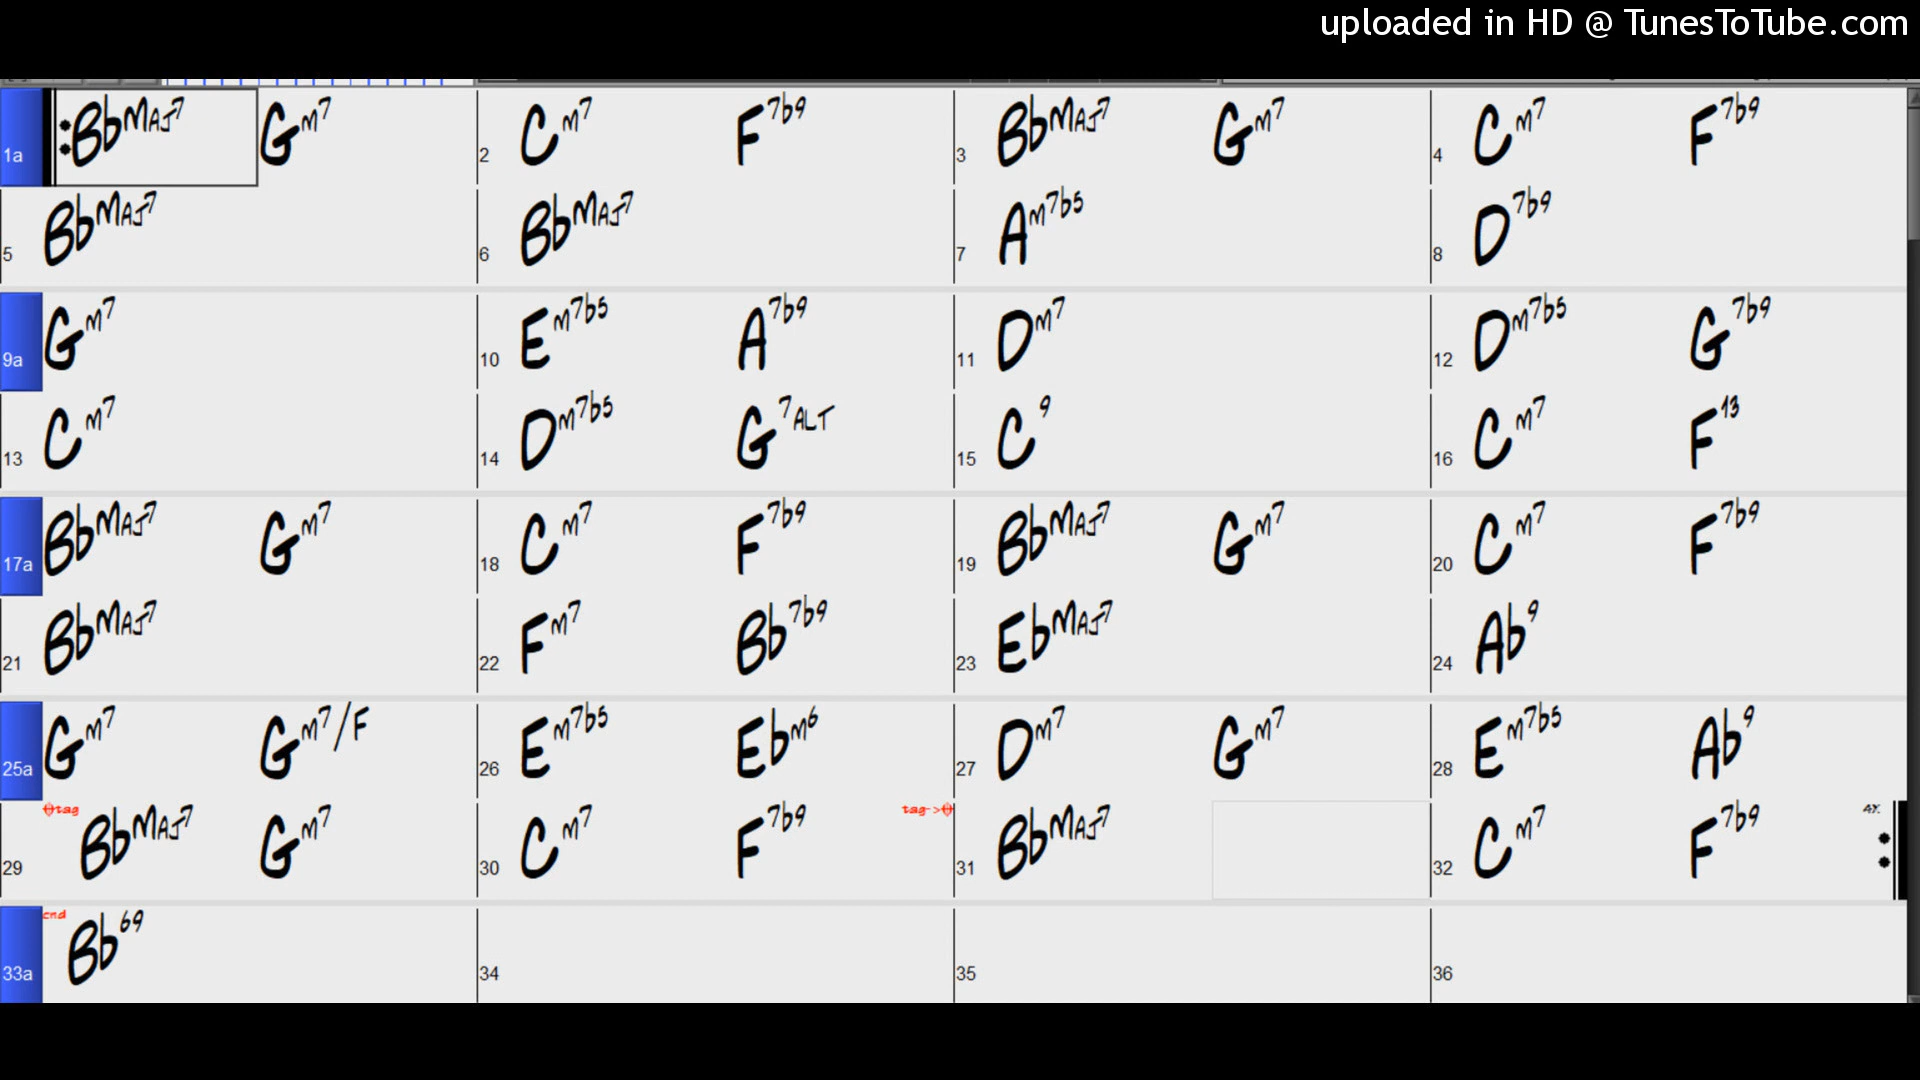 uploaded in HD @ TunesToTube.com
1a BbMAJ7 Gm7 2 Cm7 F7b9 3 BbMAJ7 Gm7 4 Cm7 F7b9
5 BbMAJ7 6 BbMAJ7 7 Am7b5 8 D7b9
9a Gm7 10 Em7b5 A7b9 11 Dm7 12 Dm7b5 G7b9
13 Cm7 14 Dm7b5 G7ALT 15 C9 16 Cm7 F13
17a BbMAJ7 Gm7 18 Cm7 F7b9 19 BbMAJ7 Gm7 20 Cm7 F7b9
21 BbMAJ7 22 Fm7 Bb7b9 23 EbMAJ7 24 Ab9
25a Gm7 Gm7/F 26 Em7b5 Ebm6 27 Dm7 Gm7 28 Em7b5 Ab9
tag tag-> 4x
29 BbMAJ7 Gm7 30 Cm7 F7b9 31 BbMAJ7 32 Cm7 F7b9
end
33a Bb69 34 35 36